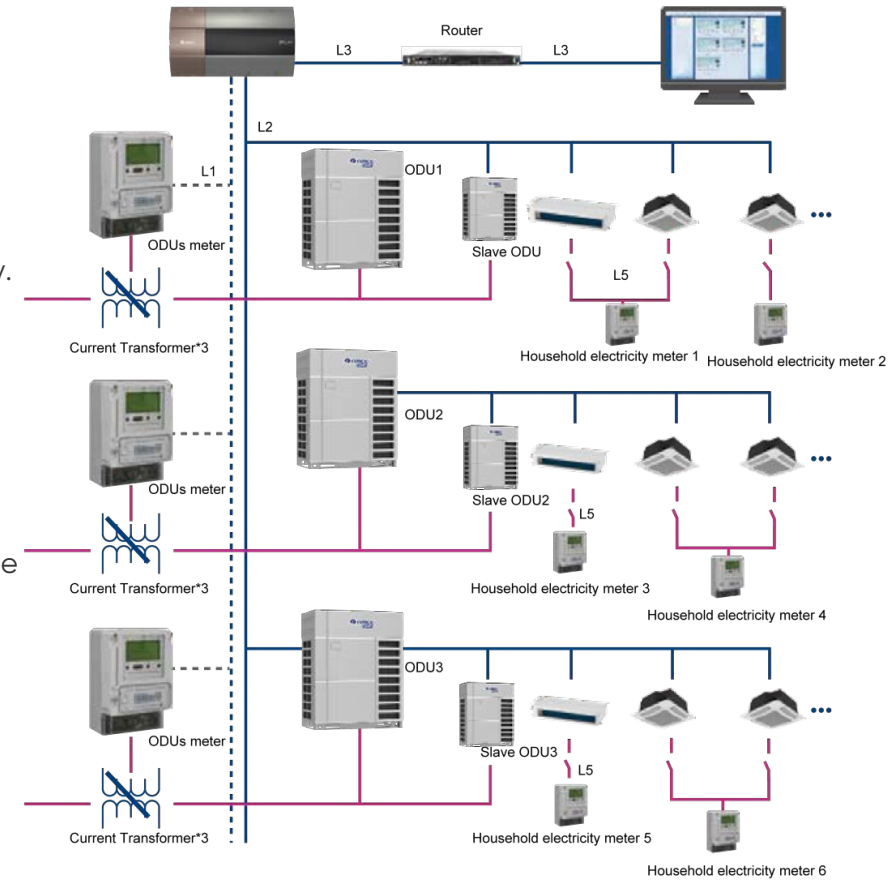 Router
L3
L3
L2
L1
ODU1
ODUs meter
Slave ODU
y.
L5
Current Transformer*3
Household electricity meter 1
Household electricity meter 2
ODU2
ODUs meter
Slave ODU2
L5
e
Current Transformer*3
Household electricity meter 3
Household electricity meter 4
ODU3
ODUs meter
Slave ODU3
L5
Current Transformer*3
Household electricity meter 5
Household electricity meter 6